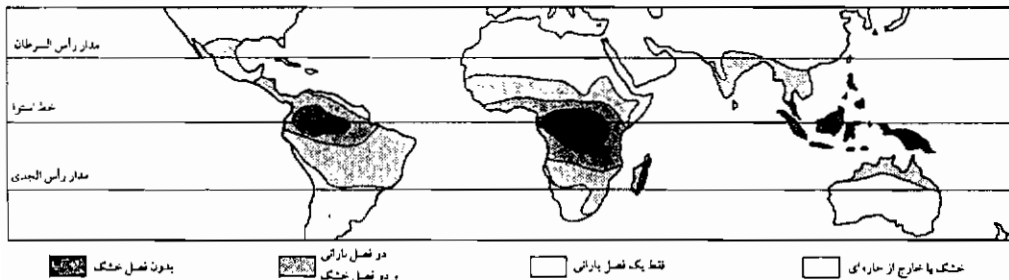 مدار رأس السرطان
خط استوا
مدار رأس الجدی
بدون فصل خشک
دو فصل بارانی
و دو فصل خشک
فقط یک فصل بارانی
خشک یا خارج از حاره‌ای